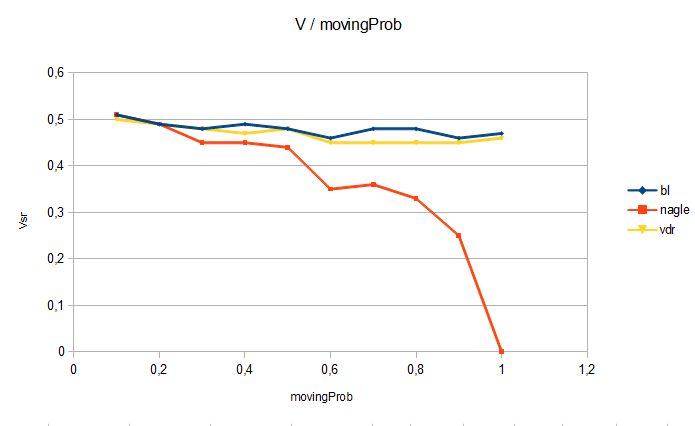 V / movingProb
0,6
0,5
0,4
0,3
0,2
0,1
0
0 0,2 0,4 0,6 0,8 1 1,2
Vsr
movingProb
bl
nagle
vdr